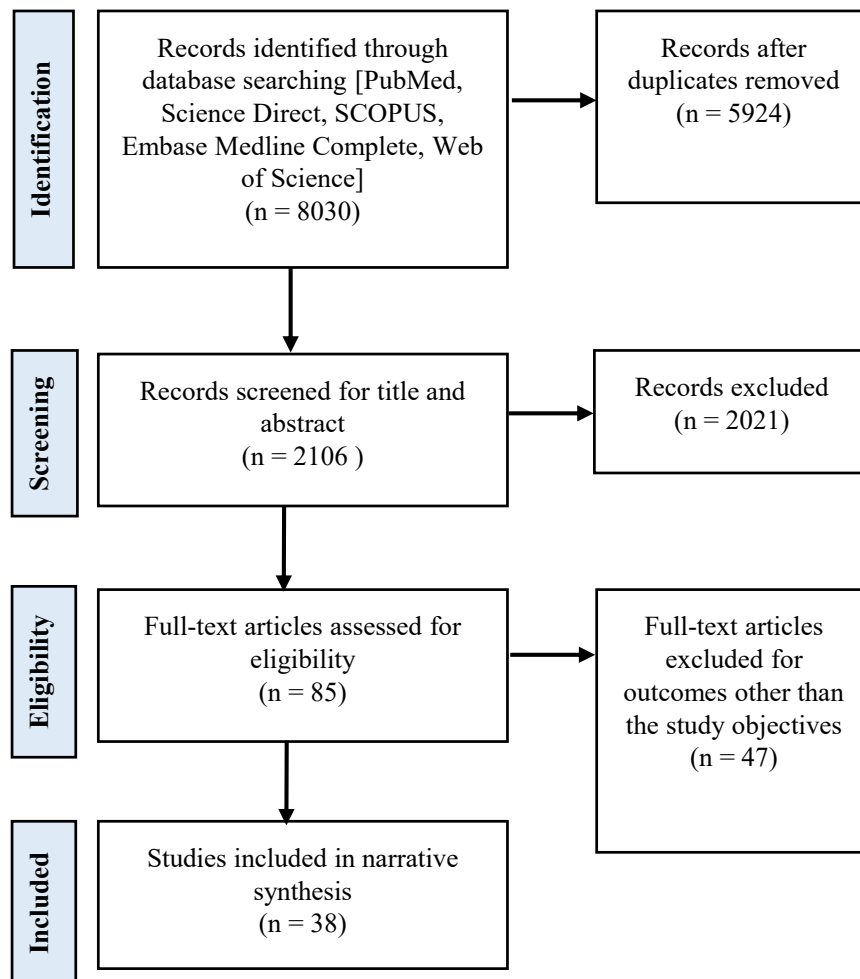 Identification
Records identified through
database searching [PubMed,
Science Direct, SCOPUS,
Embase Medline Complete, Web
of Science]
(n = 8030)
Records after
duplicates removed
(n = 5924)
Screening
Records screened for title and
abstract
(n = 2106 )
Records excluded
(n = 2021)
Eligibility
Full-text articles assessed for
eligibility
(n = 85)
Full-text articles
excluded for
outcomes other than
the study objectives
(n = 47)
Included
Studies included in narrative
synthesis
(n = 38)